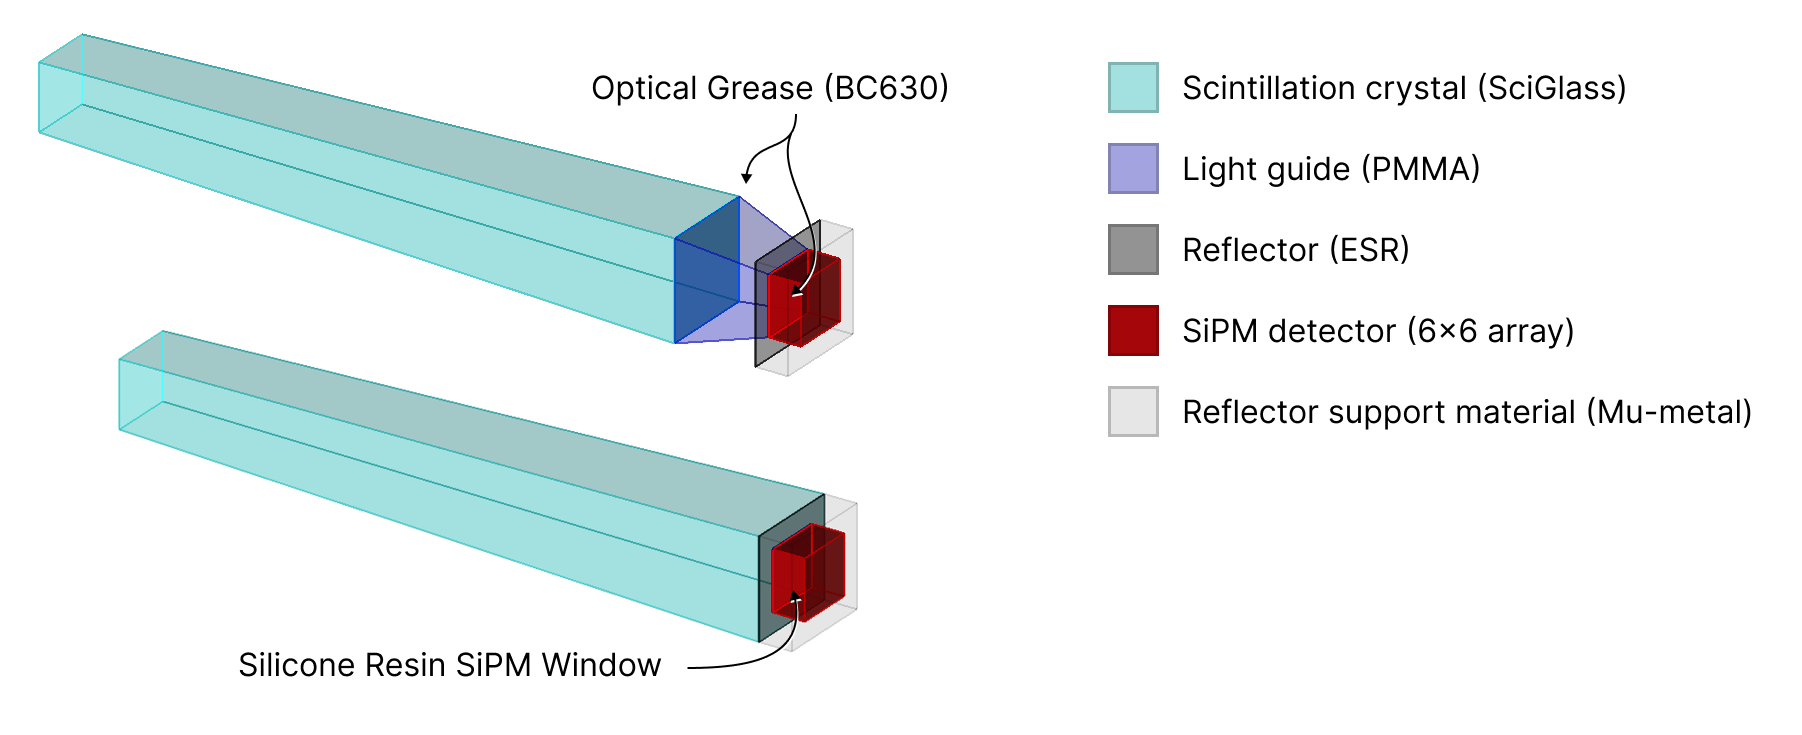 Optical Grease (BC630)
Scintillation crystal (SciGlass)
Light guide (PMMA)
Reflector (ESR)
SiPM detector (6×6 array)
Reflector support material (Mu-metal)
Silicone Resin SiPM Window